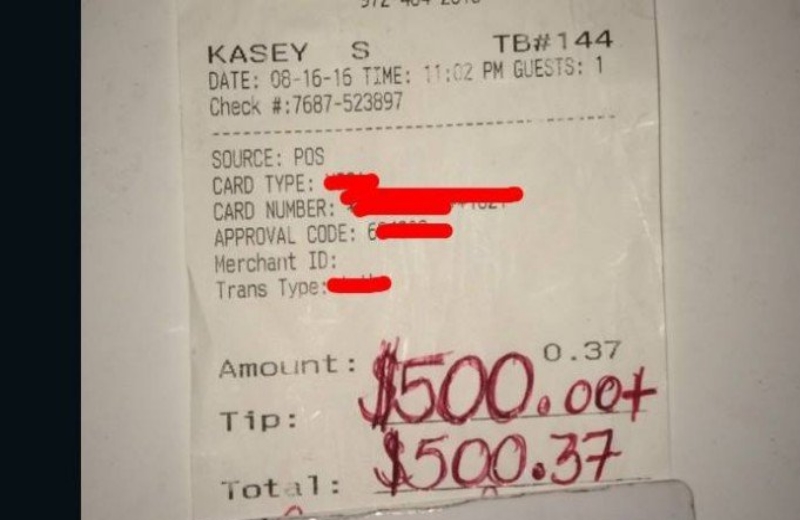 KASEY S TB#144
DATE: 08-16-16 TIME: 11:02 PM GUESTS: 1
Check #:7687-523897
SOURCE: POS
CARD TYPE:
CARD NUMBER:
APPROVAL CODE: 6
Merchant ID:
Trans Type:
Amount: 0.37
Tip: $500.00+
Total: $500.37